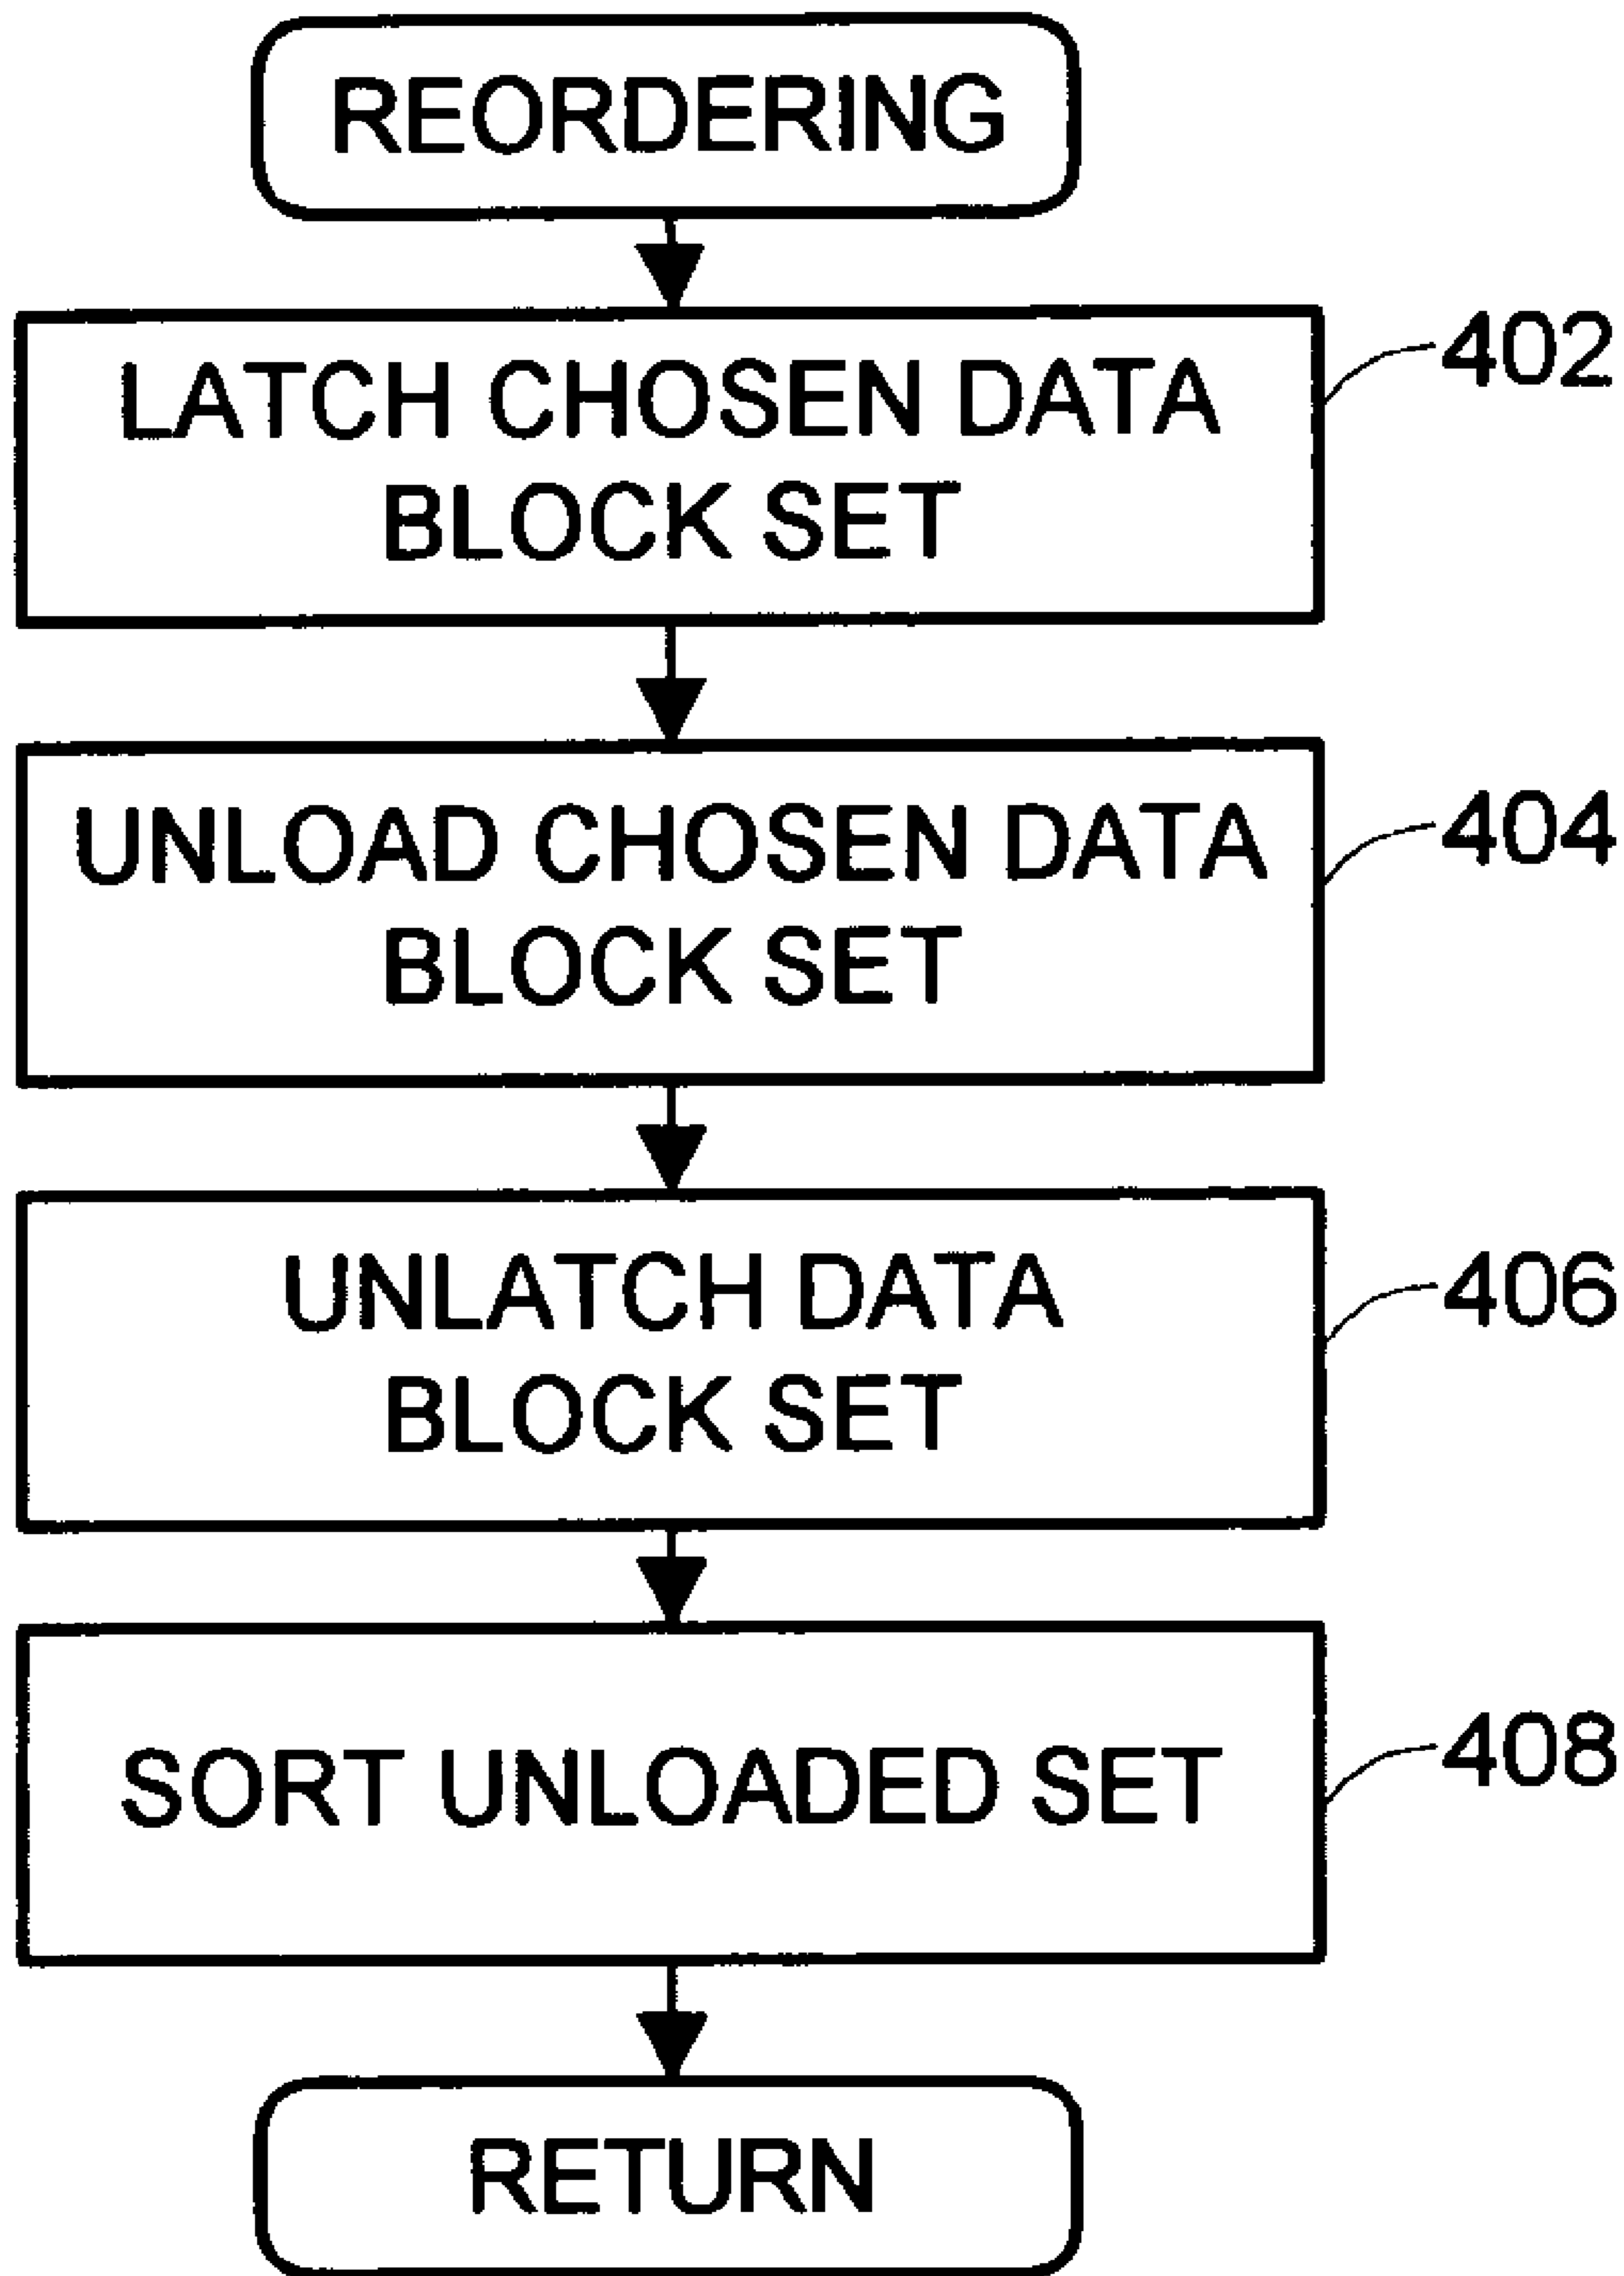 REORDERING
LATCH CHOSEN DATA
BLOCK SET
402
UNLOAD CHOSEN DATA
BLOCK SET
404
UNLATCH DATA
BLOCK SET
406
SORT UNLOADED SET
408
RETURN